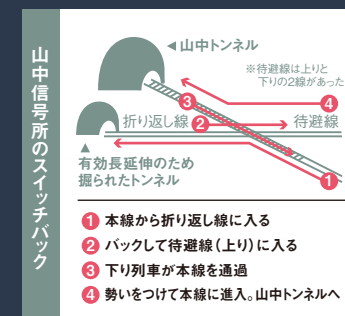 山中信号所のスイッチバック
◀山中トンネル
※待避線は上りと
下りの2線があった
4
3
折り返し線
2
待避線
▲
有効長延伸のため
掘られたトンネル
1
1 本線から折り返し線に入る
2 バックして待避線(上り)に入る
3 下り列車が本線を通過
4 勢いをつけて本線に進入。山中トンネルへ